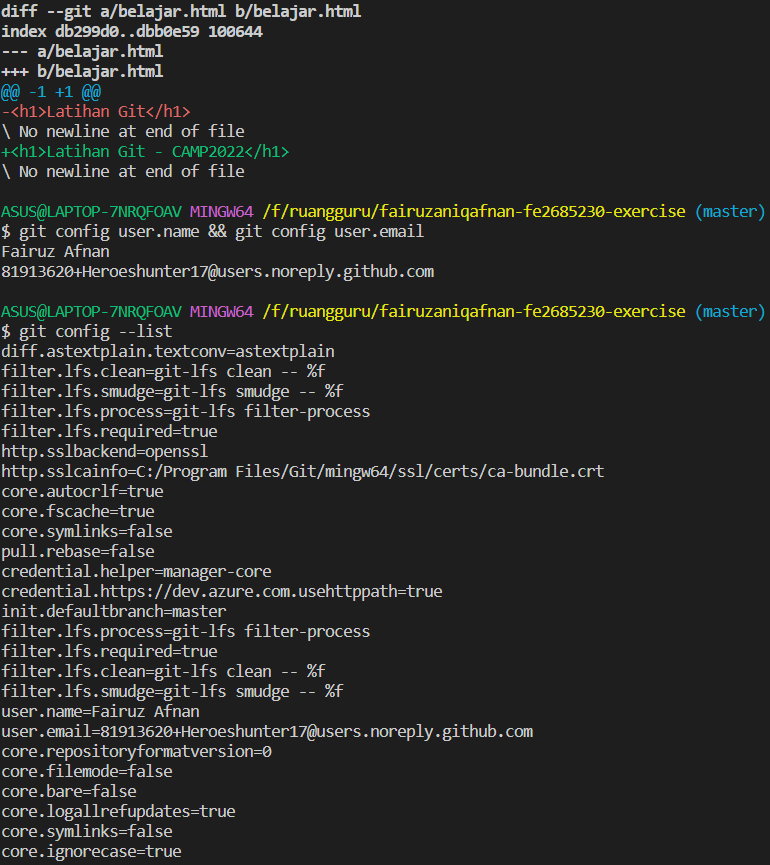 diff --git a/belajar.html b/belajar.html
index db299d0..dbb0e59 100644
--- a/belajar.html
+++ b/belajar.html
@@ -1 +1 @@
-<h1>Latihan Git</h1>
\ No newline at end of file
+<h1>Latihan Git - CAMP2022</h1>
\ No newline at end of file
ASUS@LAPTOP-7NRQFOAV MINGW64 /f/ruangguru/fairuzaniqafnan-fe2685230-exercise (master)
$ git config user.name && git config user.email
Fairuz Afnan
81913620+Heroeshunter17@users.noreply.github.com
ASUS@LAPTOP-7NRQFOAV MINGW64 /f/ruangguru/fairuzaniqafnan-fe2685230-exercise (master)
$ git config --list
diff.astextplain.textconv=astextplain
filter.lfs.clean=git-lfs clean -- %f
filter.lfs.smudge=git-lfs smudge -- %f
filter.lfs.process=git-lfs filter-process
filter.lfs.required=true
http.sslbackend=openssl
http.sslcainfo=C:/Program Files/Git/mingw64/ssl/certs/ca-bundle.crt
core.autocrlf=true
core.fscache=true
core.symlinks=false
pull.rebase=false
credential.helper=manager-core
credential.https://dev.azure.com.usehttppath=true
init.defaultbranch=master
filter.lfs.process=git-lfs filter-process
filter.lfs.required=true
filter.lfs.clean=git-lfs clean -- %f
filter.lfs.smudge=git-lfs smudge -- %f
user.name=Fairuz Afnan
user.email=81913620+Heroeshunter17@users.noreply.github.com
core.repositoryformatversion=0
core.filemode=false
core.bare=false
core.logallrefupdates=true
core.symlinks=false
core.ignorecase=true